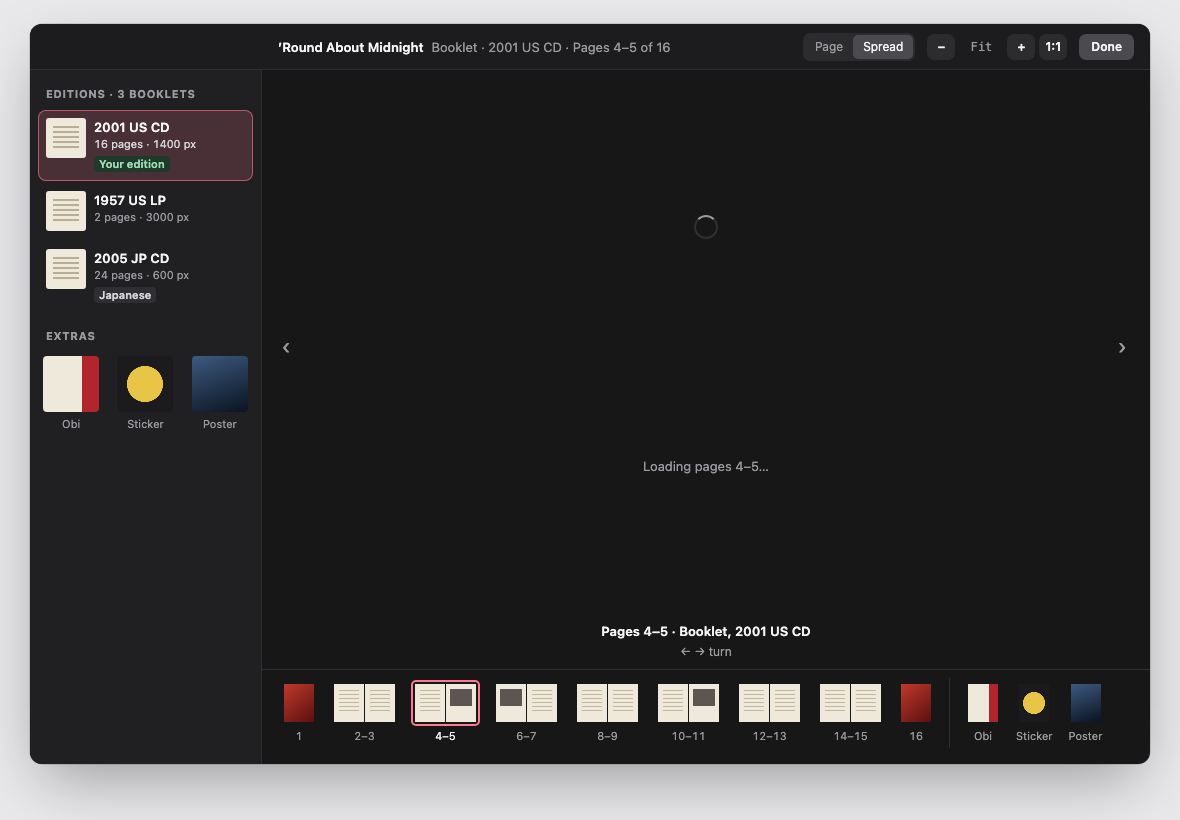 ’Round About Midnight Booklet · 2001 US CD · Pages 4–5 of 16
Page Spread − Fit + 1:1 Done
EDITIONS · 3 BOOKLETS
2001 US CD
16 pages · 1400 px
Your edition
1957 US LP
2 pages · 3000 px
2005 JP CD
24 pages · 600 px
Japanese
EXTRAS
Obi Sticker Poster
‹ ›
Loading pages 4–5…
Pages 4–5 · Booklet, 2001 US CD
← → turn
1 2–3 4–5 6–7 8–9 10–11 12–13 14–15 16 Obi Sticker Poster